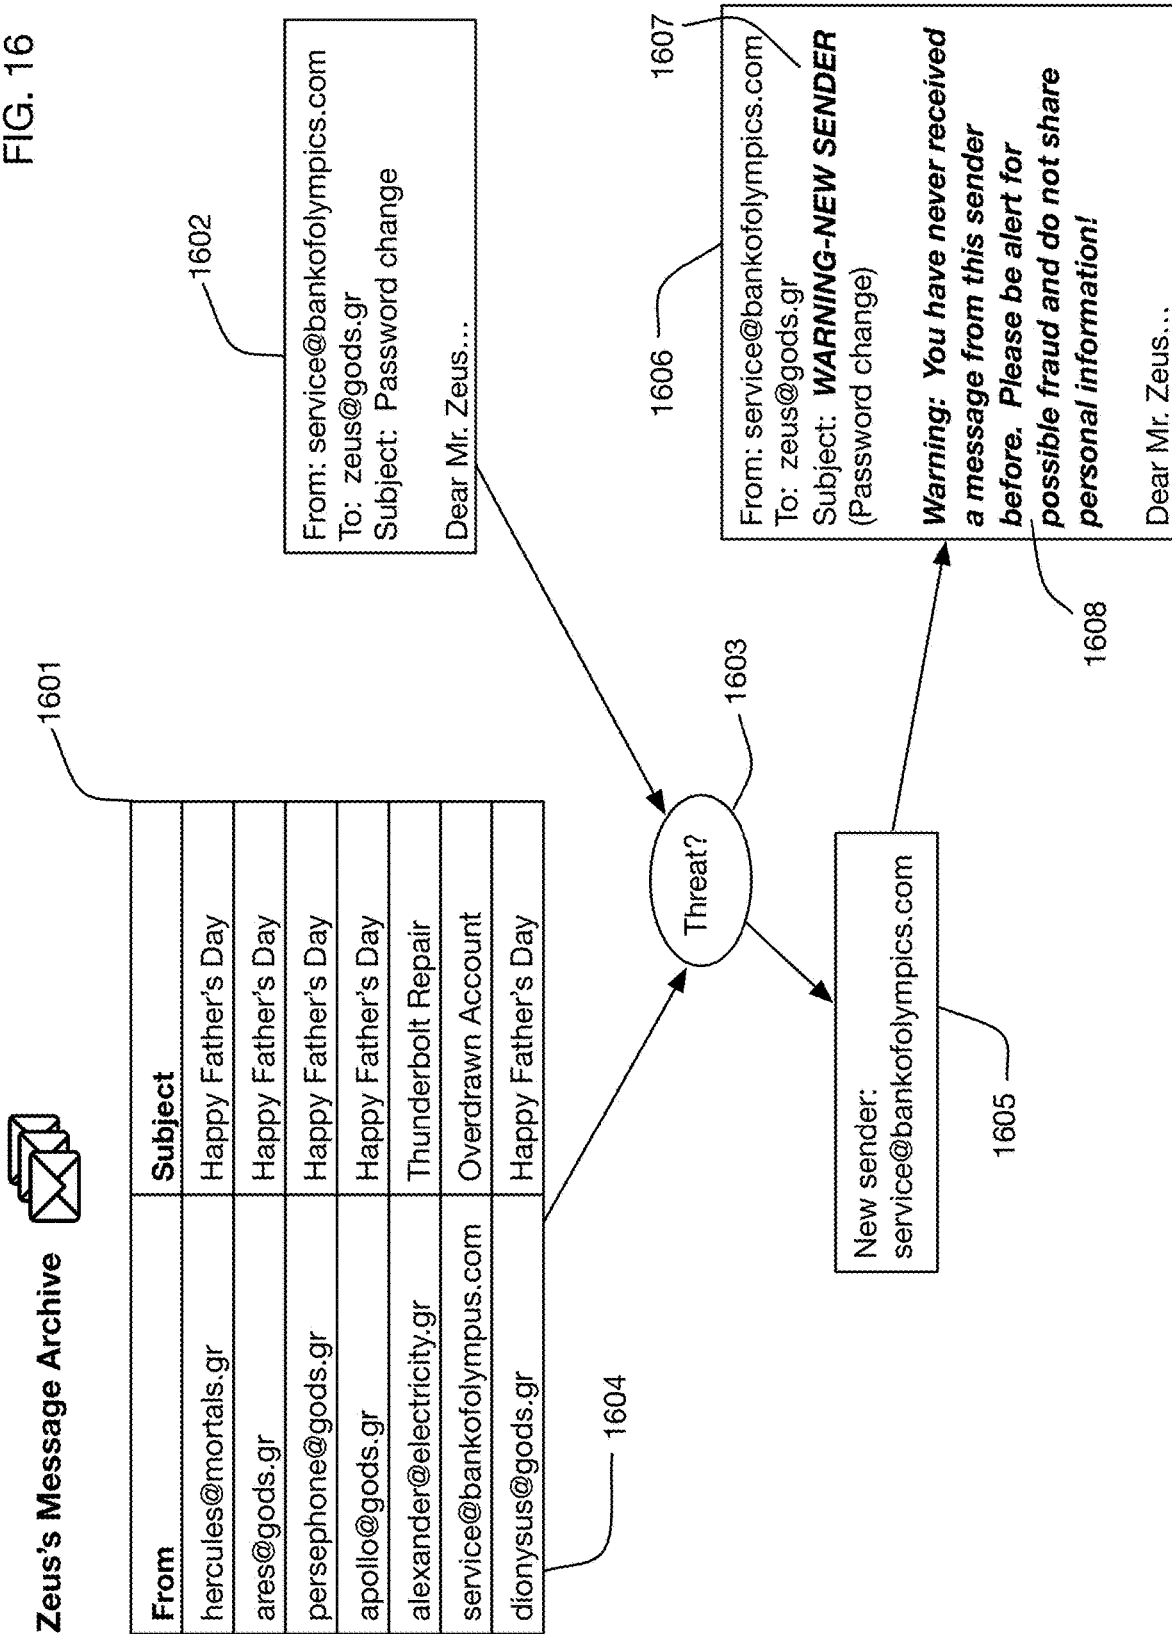 FIG. 16
Zeus's Message Archive
1601
From Subject
hercules@mortals.gr Happy Father's Day
ares@gods.gr Happy Father's Day
persephone@gods.gr Happy Father's Day
apollo@gods.gr Happy Father's Day
alexander@electricity.gr Thunderbolt Repair
service@bankofolympus.com Overdrawn Account
dionysus@gods.gr Happy Father's Day
1604
1602
From: service@bankofolympics.com
To: zeus@gods.gr
Subject: Password change
Dear Mr. Zeus...
Threat?
1603
New sender:
service@bankofolympics.com
1605
1606
1607
From: service@bankofolympics.com
To: zeus@gods.gr
Subject: WARNING-NEW SENDER
(Password change)
Warning: You have never received
a message from this sender
before. Please be alert for
possible fraud and do not share
personal information!
Dear Mr. Zeus...
1608